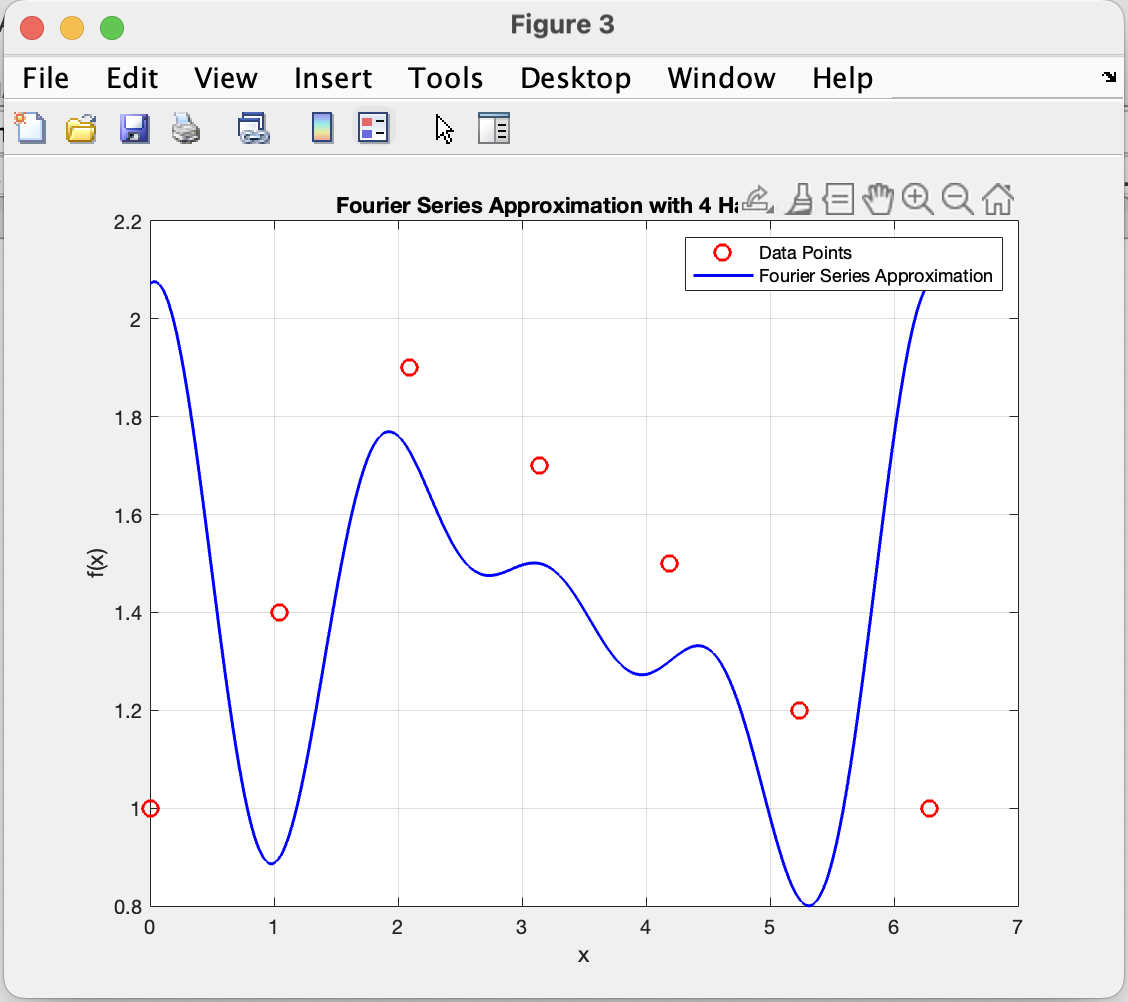 Figure 3
File Edit View Insert Tools Desktop Window Help
Fourier Series Approximation with 4 Ha
Data Points
Fourier Series Approximation
2.2
2
1.8
1.6
1.4
1.2
1
0.8
f(x)
0 1 2 3 4 5 6 7
x